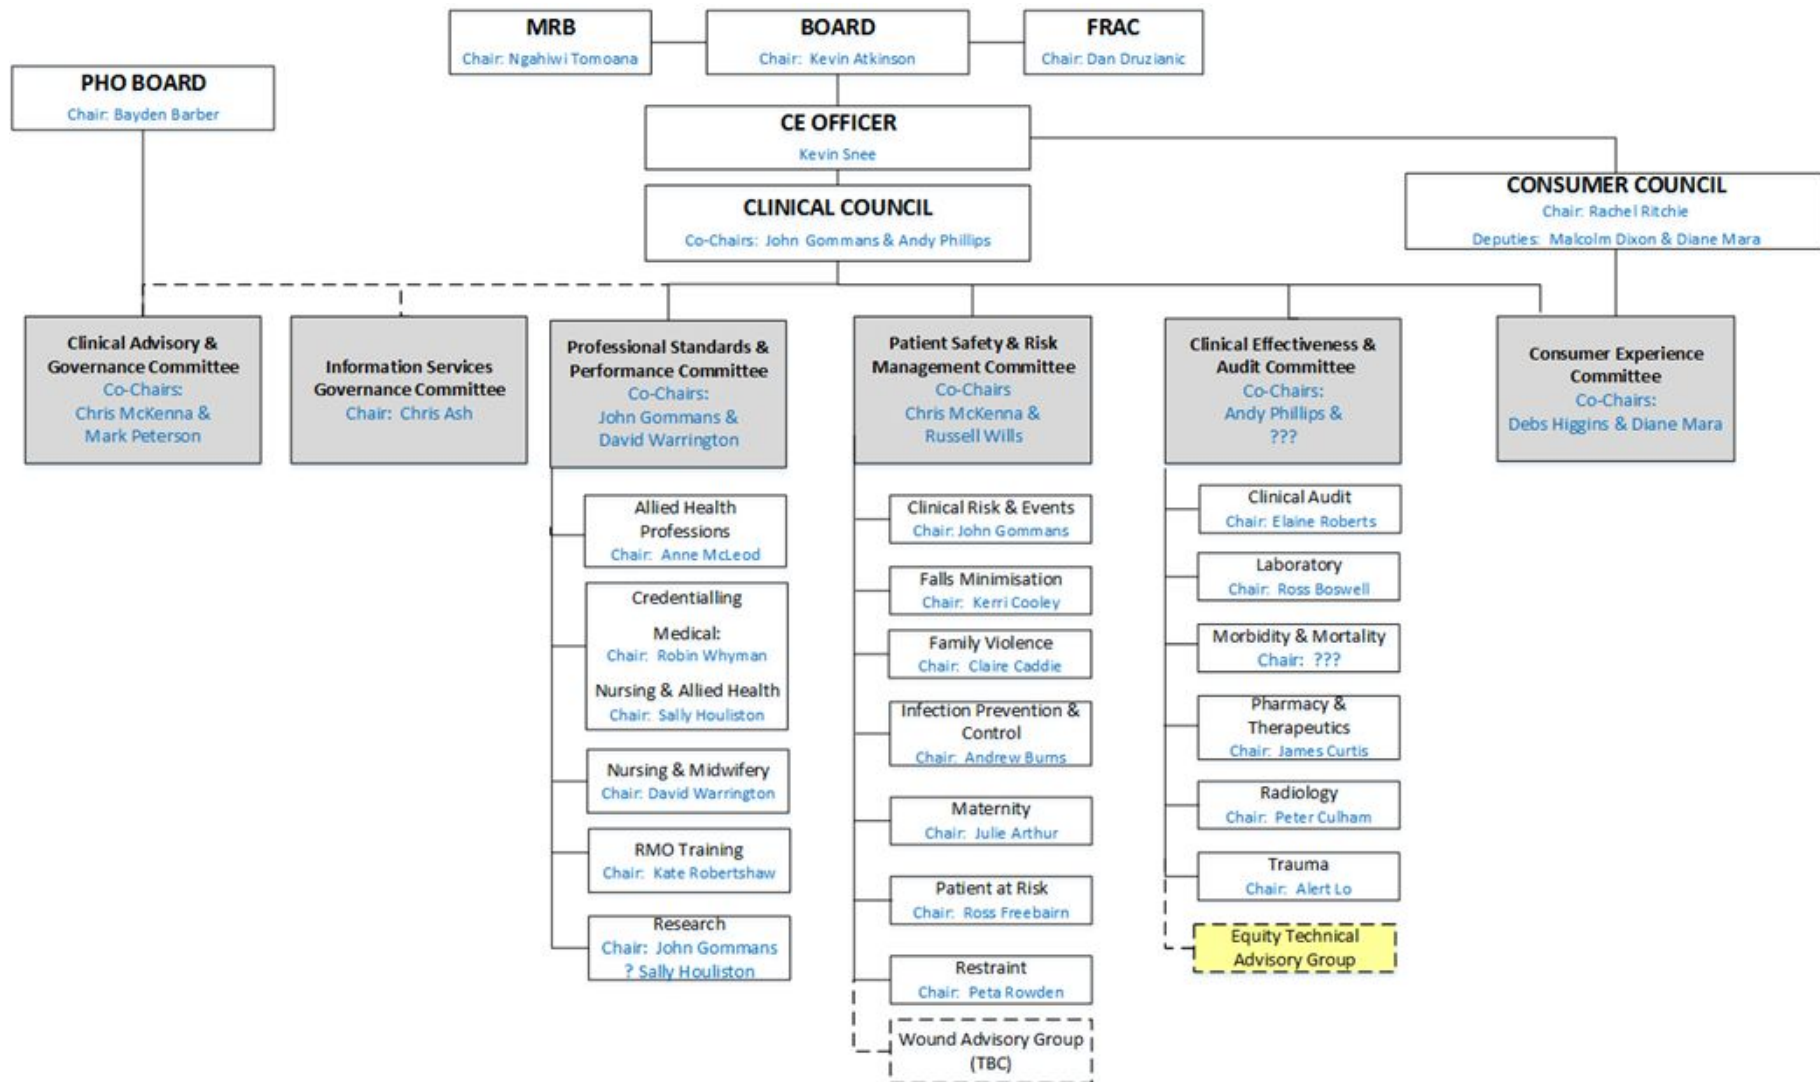 MRB
Chair: Ngahiwi Tomoana
BOARD
Chair: Kevin Atkinson
FRAC
Chair: Dan Druzianic
PHO BOARD
Chair: Bayden Barber
CE OFFICER
Kevin Snee
CLINICAL COUNCIL
Co-Chairs: John Gommans & Andy Phillips
CONSUMER COUNCIL
Chair: Rachel Ritchie
Deputies: Malcolm Dixon & Diane Mara
Clinical Advisory &
Governance Committee
Co-Chairs:
Chris McKenna &
Mark Peterson
Information Services
Governance Committee
Chair: Chris Ash
Professional Standards &
Performance Committee
Co-Chairs:
John Gommans &
David Warrington
Patient Safety & Risk
Management Committee
Co-Chairs
Chris McKenna &
Russell Wills
Clinical Effectiveness &
Audit Committee
Co-Chairs:
Andy Phillips &
???
Consumer Experience
Committee
Co-Chairs:
Debs Higgins & Diane Mara
Allied Health
Professions
Chair: Anne McLeod
Credentialling
Medical:
Chair: Robin Whyman
Nursing & Allied Health
Chair: Sally Houliston
Nursing & Midwifery
Chair: David Warrington
RMO Training
Chair: Kate Robertshaw
Research
Chair: John Gommans
? Sally Houliston
Clinical Risk & Events
Chair: John Gommans
Falls Minimisation
Chair: Kerri Cooley
Family Violence
Chair: Claire Caddie
Infection Prevention &
Control
Chair: Andrew Burns
Maternity
Chair: Julie Arthur
Patient at Risk
Chair: Ross Freebairn
Restraint
Chair: Peta Rowden
Wound Advisory Group
(TBC)
Clinical Audit
Chair: Elaine Roberts
Laboratory
Chair: Ross Boswell
Morbidity & Mortality
Chair: ???
Pharmacy &
Therapeutics
Chair: James Curtis
Radiology
Chair: Peter Culham
Trauma
Chair: Alert Lo
Equity Technical
Advisory Group